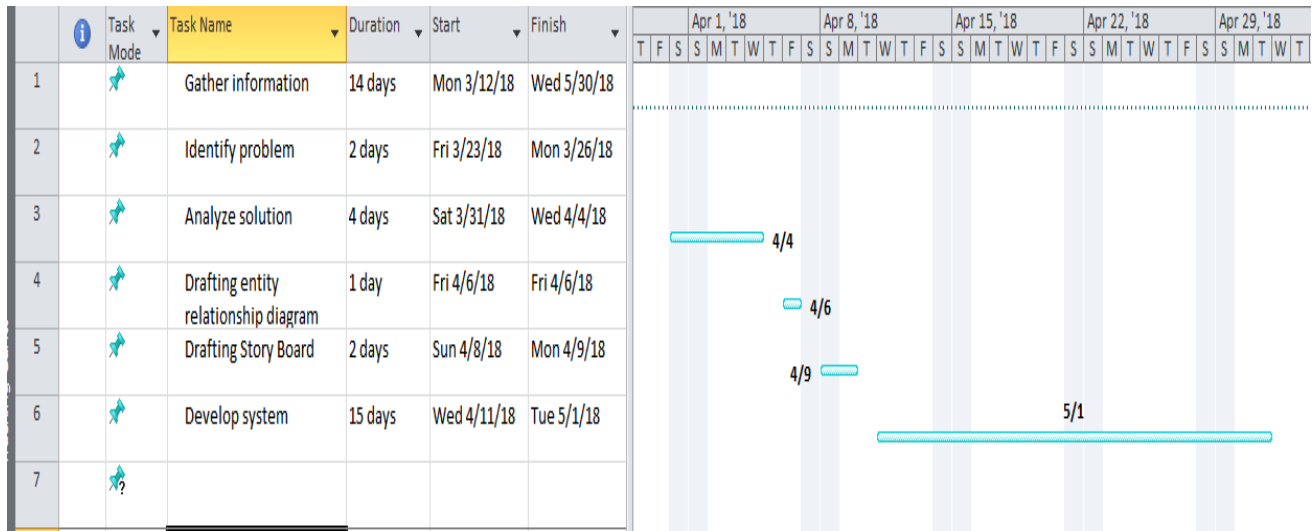 Task Mode Task Name Duration Start Finish
Apr 1, '18 Apr 8, '18 Apr 15, '18 Apr 22, '18 Apr 29, '18
T F S S M T W T F S S M T W T F S S M T W T F S S M T W T F S S M T W T
1 Gather information 14 days Mon 3/12/18 Wed 5/30/18
2 Identify problem 2 days Fri 3/23/18 Mon 3/26/18
3 Analyze solution 4 days Sat 3/31/18 Wed 4/4/18
4/4
4 Drafting entity relationship diagram 1 day Fri 4/6/18 Fri 4/6/18
4/6
5 Drafting Story Board 2 days Sun 4/8/18 Mon 4/9/18
4/9
6 Develop system 15 days Wed 4/11/18 Tue 5/1/18
5/1
7 ?